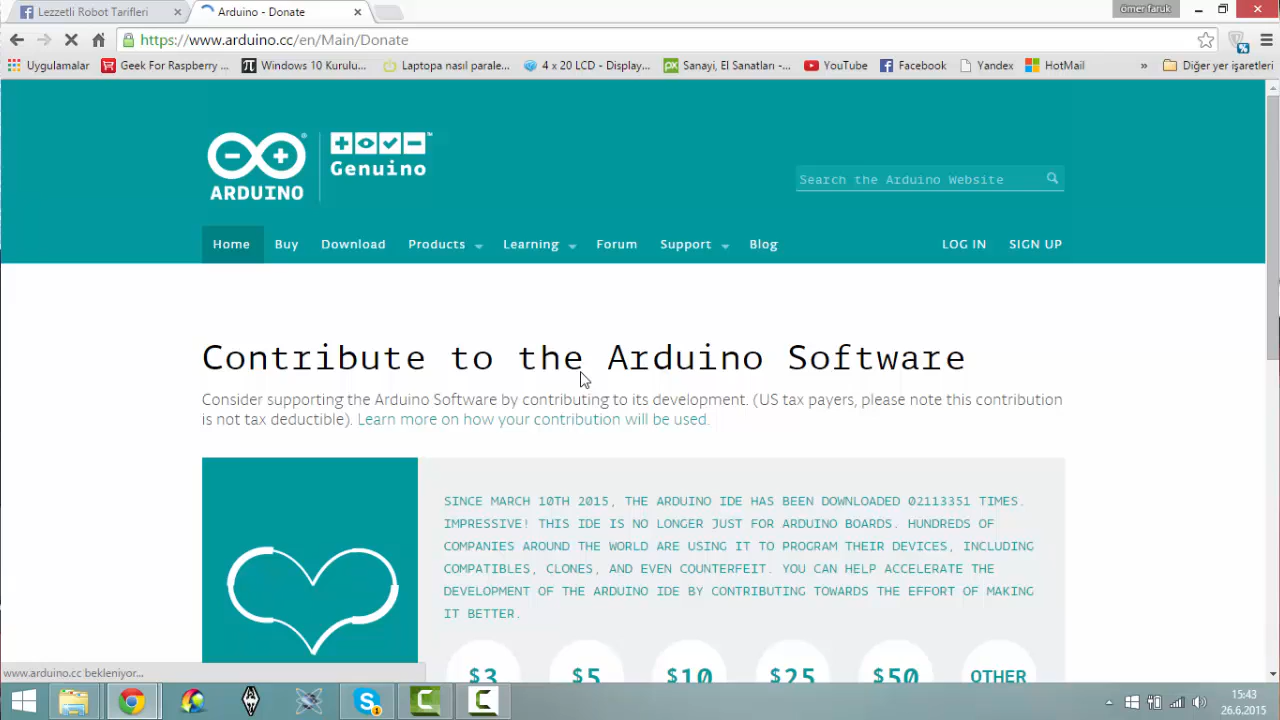 Lezzetli Robot Tarifleri
Arduino - Donate
ömer faruk
https://www.arduino.cc/en/Main/Donate
Uygulamalar
Geek For Raspberry ...
Windows 10 Kurulu...
Laptopa nasıl parale...
4 x 20 LCD - Display...
Sanayi, El Sanatları -...
YouTube
Facebook
Yandex
HotMail
»
Diğer yer işaretleri
ARDUINO
Genuino
Search the Arduino Website
Home
Buy
Download
Products
Learning
Forum
Support
Blog
LOG IN
SIGN UP
Contribute to the Arduino Software
Consider supporting the Arduino Software by contributing to its development. (US tax payers, please note this contribution
is not tax deductible). Learn more on how your contribution will be used.
SINCE MARCH 10TH 2015, THE ARDUINO IDE HAS BEEN DOWNLOADED 02113351 TIMES.
IMPRESSIVE! THIS IDE IS NO LONGER JUST FOR ARDUINO BOARDS. HUNDREDS OF
COMPANIES AROUND THE WORLD ARE USING IT TO PROGRAM THEIR DEVICES, INCLUDING
COMPATIBLES, CLONES, AND EVEN COUNTERFEIT. YOU CAN HELP ACCELERATE THE
DEVELOPMENT OF THE ARDUINO IDE BY CONTRIBUTING TOWARDS THE EFFORT OF MAKING
IT BETTER.
$3
$5
$10
$25
$50
OTHER
www.arduino.cc bekleniyor...
15:43
26.6.2015